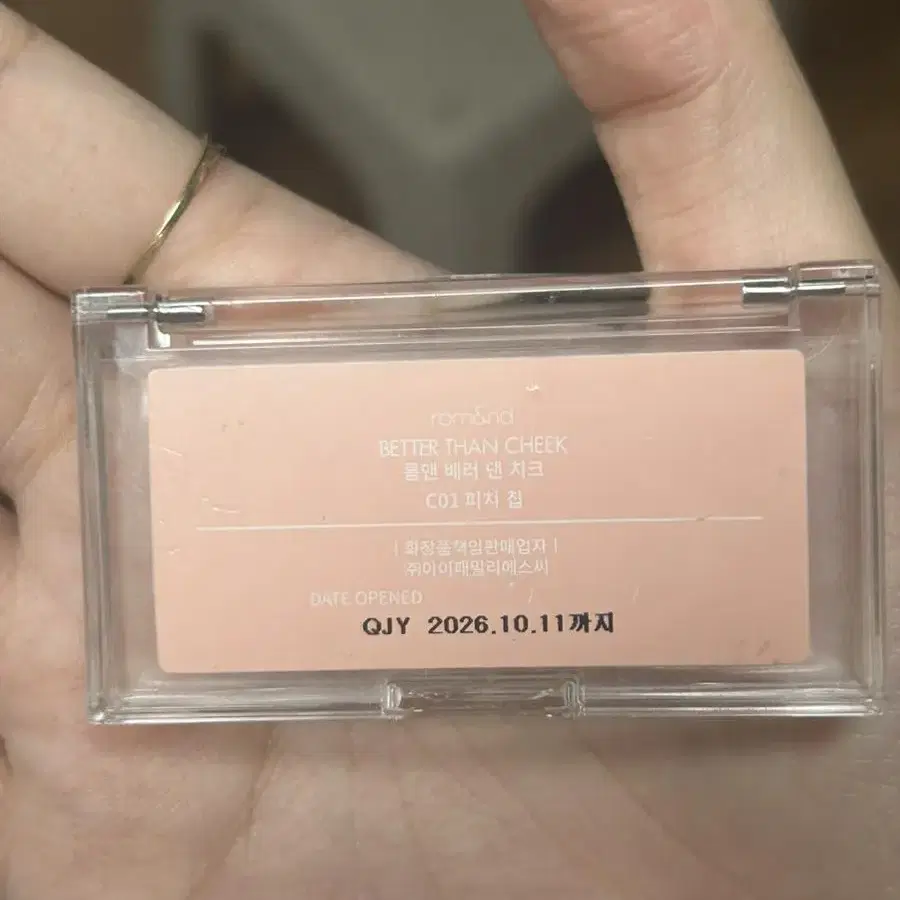 rom&nd
BETTER THAN CHEEK
롬앤 배러 댄 치크
C01 피치 칩
| 화장품책임판매업자 |
㈜아이패밀리에스씨
DATE OPENED / /
QJY 2026.10.11까지